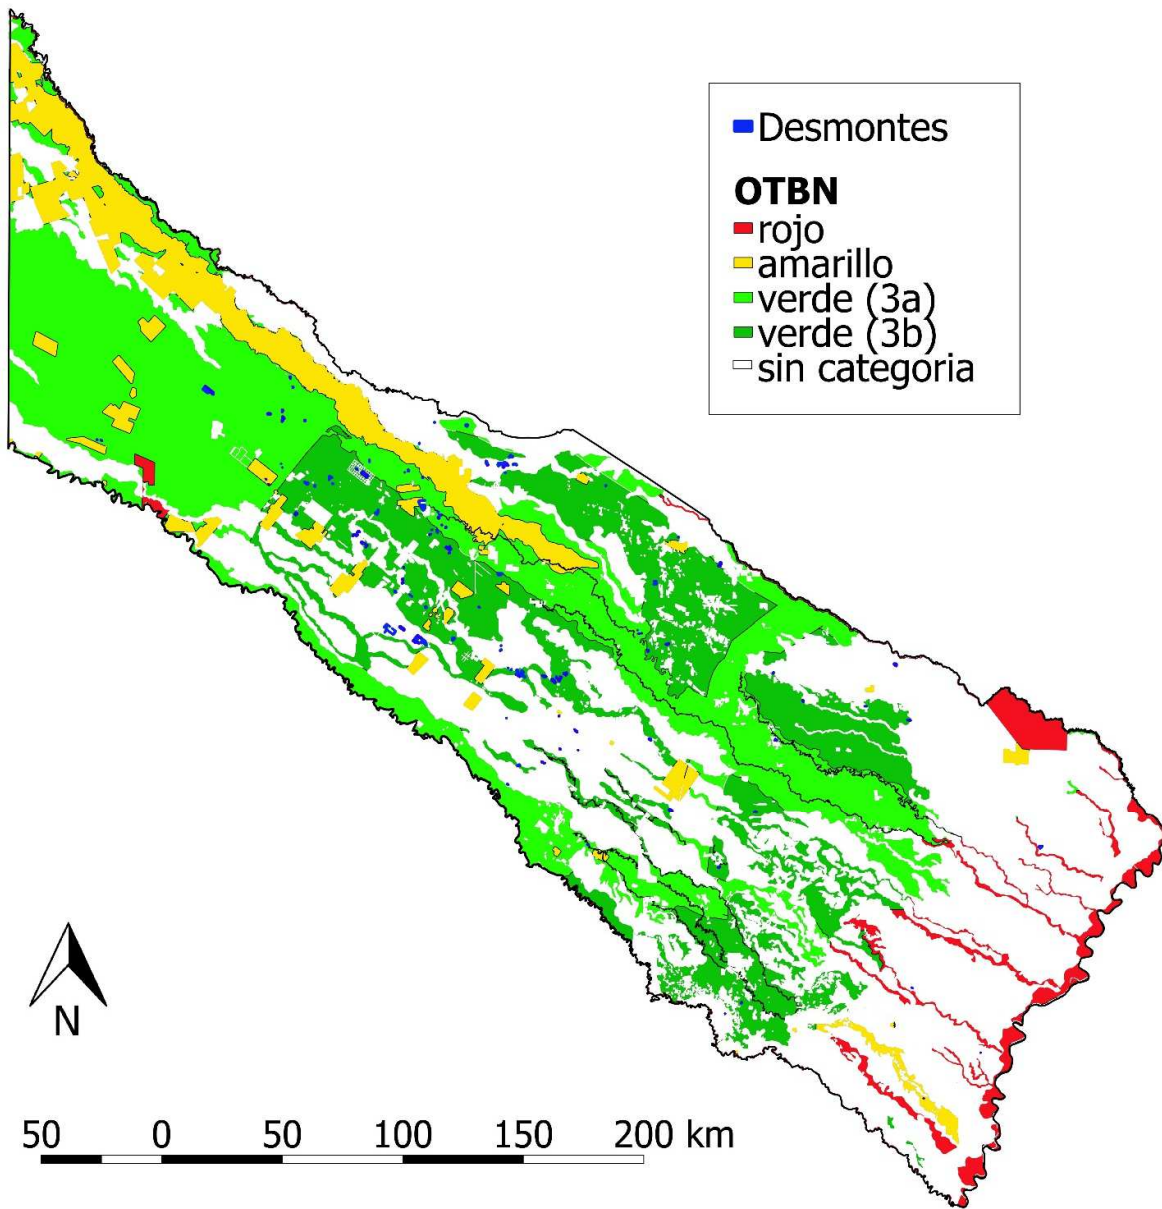 Desmontes
OTBN
rojo
amarillo
verde (3a)
verde (3b)
sin categoria
N
50 0 50 100 150 200 km